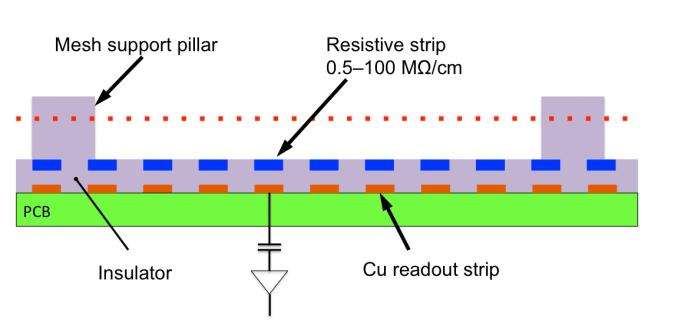 Mesh support pillar
Resistive strip
0.5–100 MΩ/cm
PCB
Insulator
Cu readout strip